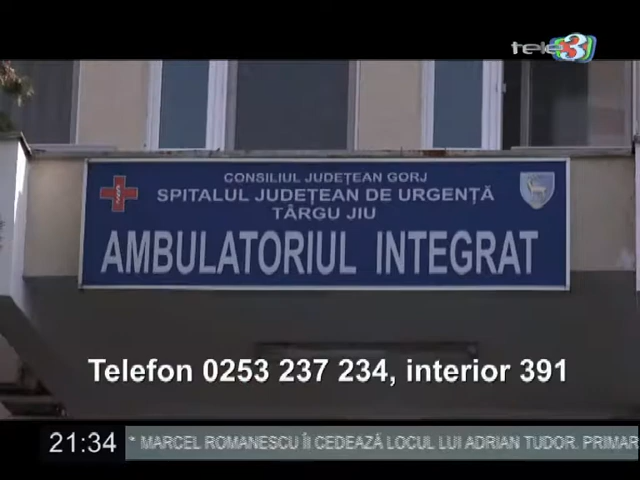 tele3
CONSILIUL JUDEȚEAN GORJ
SPITALUL JUDEȚEAN DE URGENȚĂ
TÂRGU JIU
AMBULATORIUL INTEGRAT
Telefon 0253 237 234, interior 391
21:34
* MARCEL ROMANESCU ÎI CEDEAZĂ LOCUL LUI ADRIAN TUDOR. PRIMAR